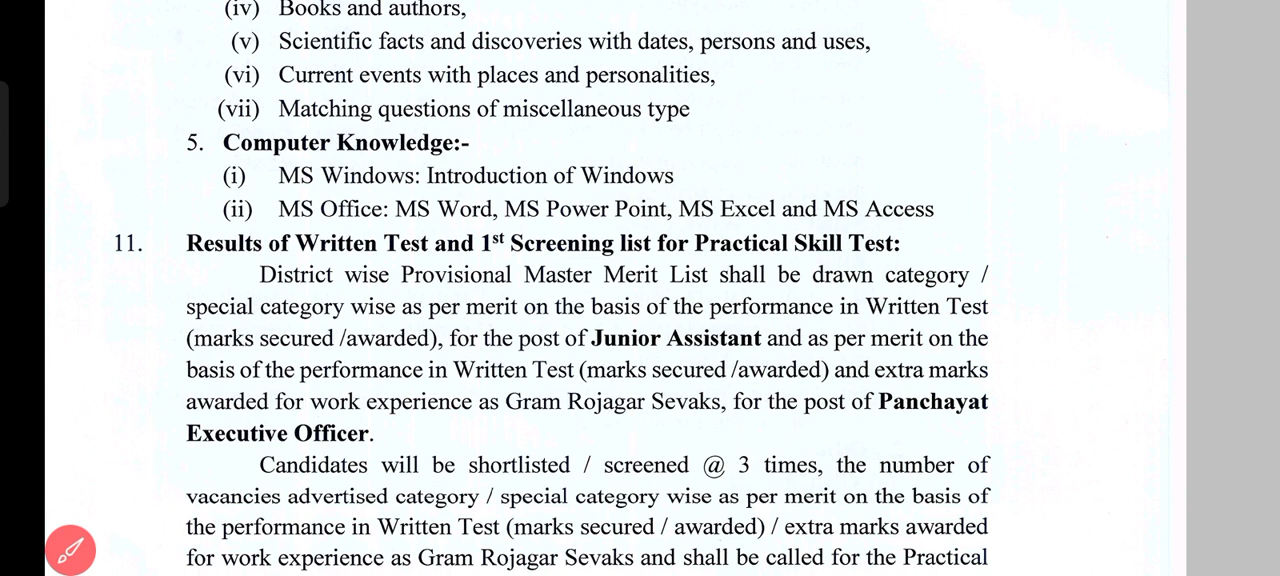 (iv) Books and authors,
(v) Scientific facts and discoveries with dates, persons and uses,
(vi) Current events with places and personalities,
(vii) Matching questions of miscellaneous type
5. Computer Knowledge:-
(i) MS Windows: Introduction of Windows
(ii) MS Office: MS Word, MS Power Point, MS Excel and MS Access
11. Results of Written Test and 1st Screening list for Practical Skill Test:
District wise Provisional Master Merit List shall be drawn category /
special category wise as per merit on the basis of the performance in Written Test
(marks secured /awarded), for the post of Junior Assistant and as per merit on the
basis of the performance in Written Test (marks secured /awarded) and extra marks
awarded for work experience as Gram Rojagar Sevaks, for the post of Panchayat
Executive Officer.
Candidates will be shortlisted / screened @ 3 times, the number of
vacancies advertised category / special category wise as per merit on the basis of
the performance in Written Test (marks secured / awarded) / extra marks awarded
for work experience as Gram Rojagar Sevaks and shall be called for the Practical